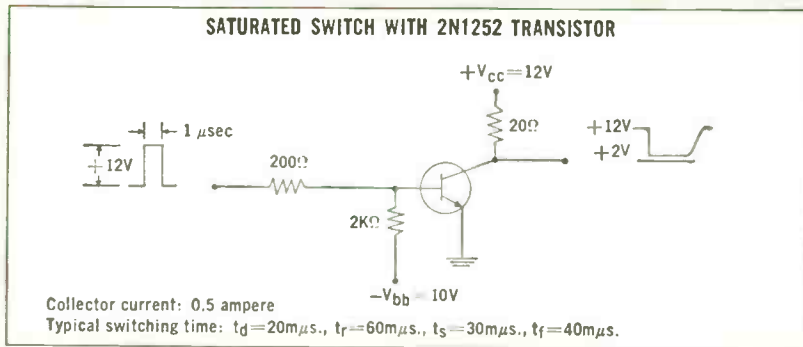 SATURATED SWITCH WITH 2N1252 TRANSISTOR
+Vcc=12V
1 μsec
20Ω
+12V
+12V
+2V
200Ω
2KΩ
-Vbb = 10V
Collector current: 0.5 ampere
Typical switching time: td=20mμs., tr=60mμs., ts=30mμs., tf=40mμs.